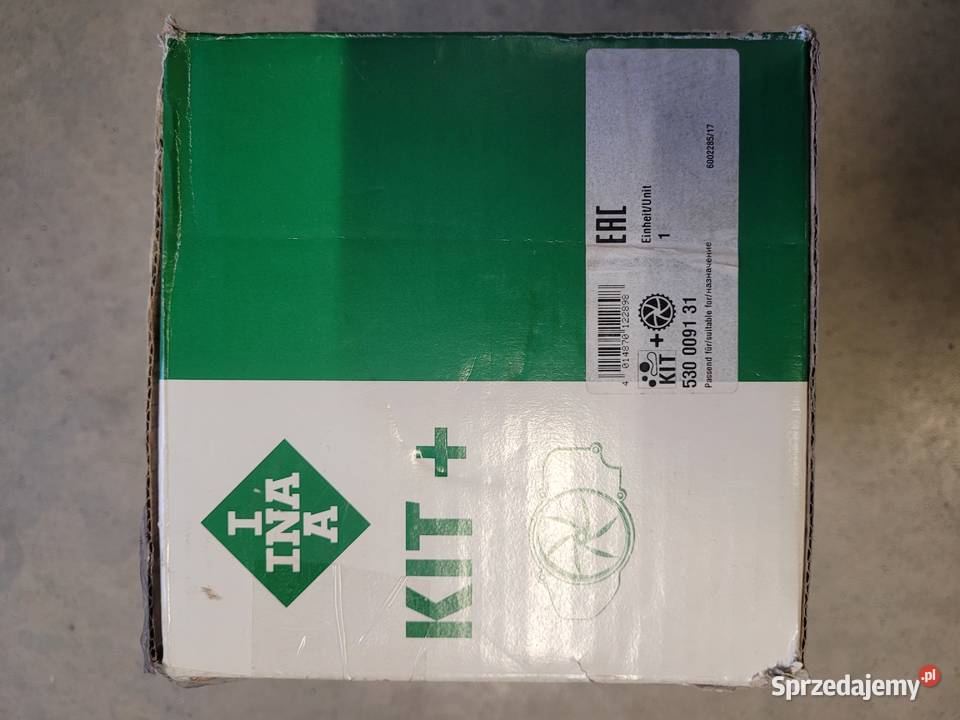 I
INA
A
KIT +
4 014870 122898
EAC
KIT +
Einheit/Unit
1
530 0091 31
Passend für/suitable for/назначение
6002285/17
Sprzedajemy.pl